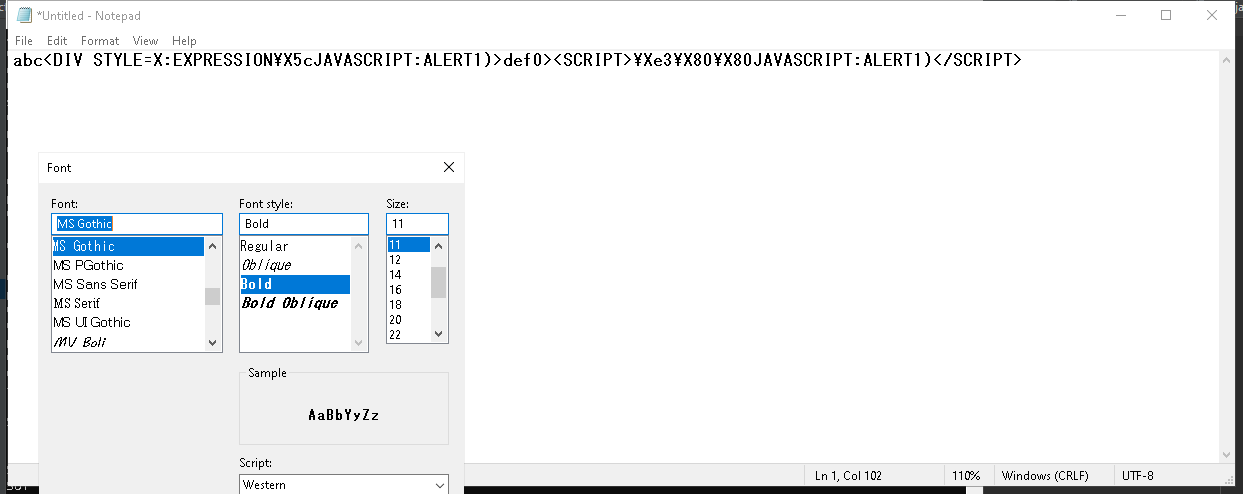 *Untitled - Notepad
File Edit Format View Help
abc<DIV STYLE=X:EXPRESSION¥X5cJAVASCRIPT:ALERT1)>def0><SCRIPT>¥Xe3¥X80¥X80JAVASCRIPT:ALERT1)</SCRIPT>
Font
Font: Font style: Size:
MS Gothic Bold 11
MS Gothic Regular 11
MS PGothic Oblique 12
MS Sans Serif Bold 14
MS Serif Bold Oblique 16
MS UI Gothic 18
MV Boli 20
22
Sample
AaBbYyZz
Script:
Western
Ln 1, Col 102 110% Windows (CRLF) UTF-8